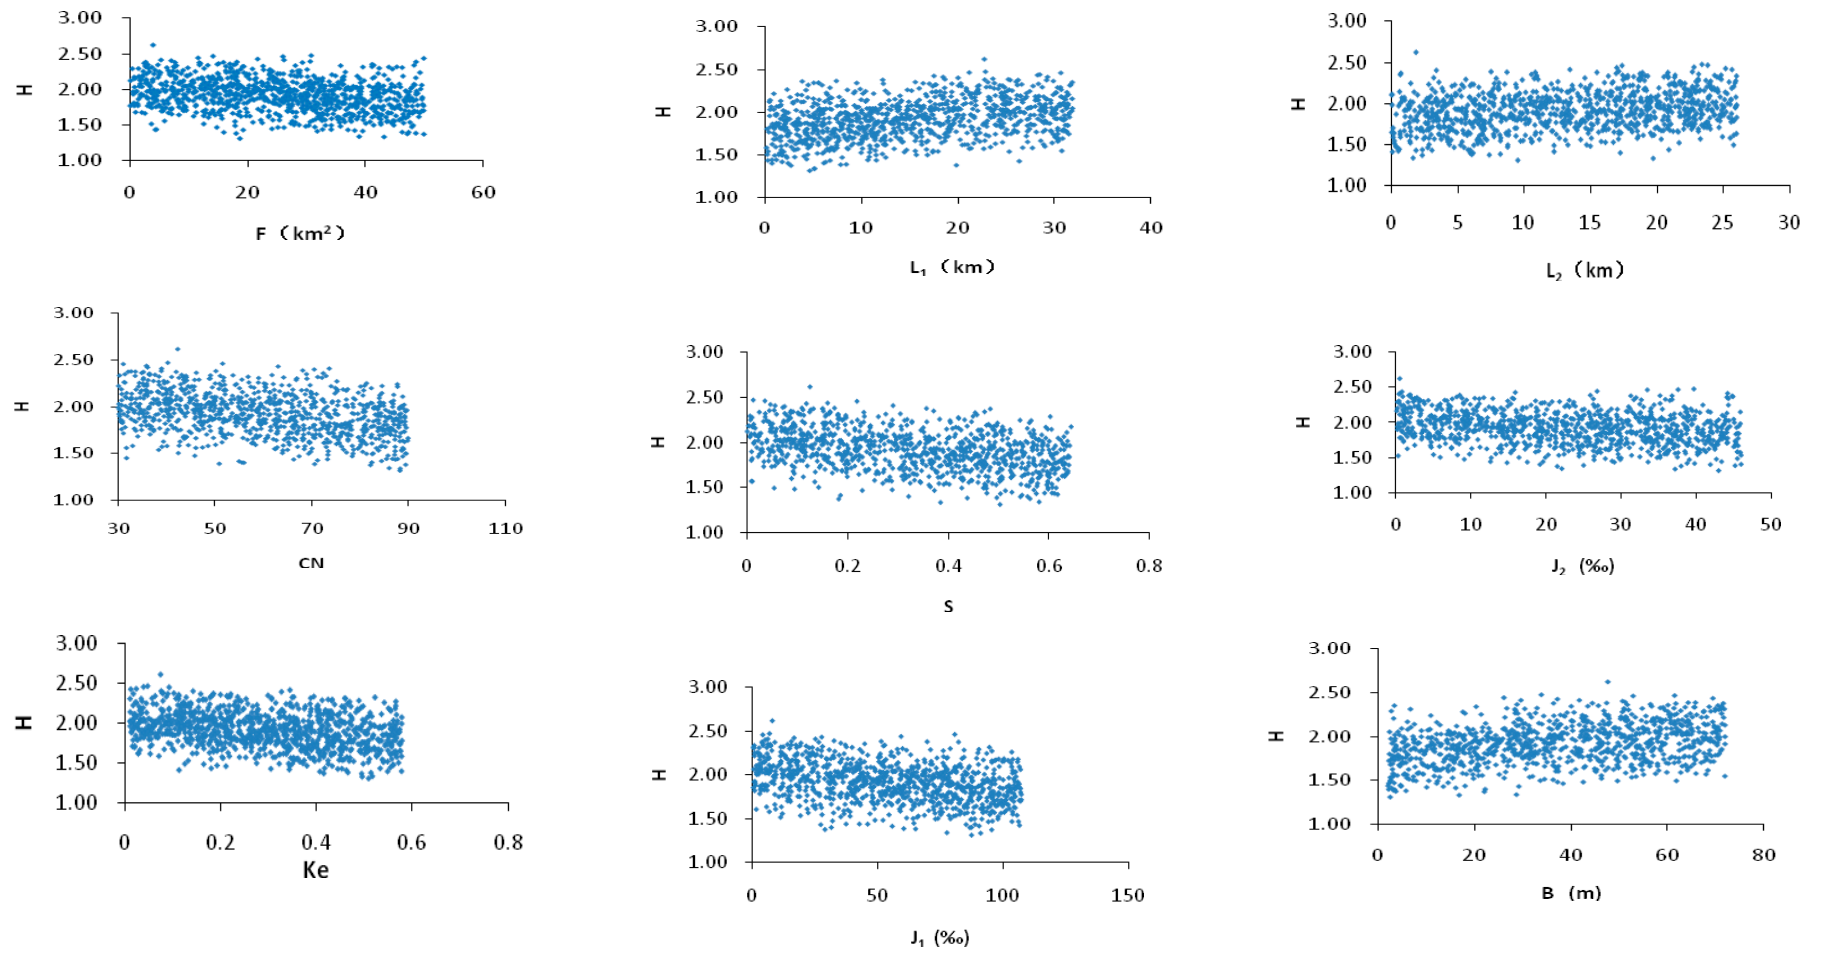 3.00
2.50
2.00
1.50
1.00
H
0 20 40 60
F （km²）
3.00
2.50
2.00
1.50
1.00
H
0 10 20 30 40
L₁ （km）
3.00
2.50
2.00
1.50
1.00
H
0 5 10 15 20 25 30
L₂ （km）
3.00
2.50
2.00
1.50
1.00
H
30 50 70 90 110
CN
3.00
2.50
2.00
1.50
1.00
H
0 0.2 0.4 0.6 0.8
S
3.00
2.50
2.00
1.50
1.00
H
0 10 20 30 40 50
J₂ (‰)
3.00
2.50
2.00
1.50
1.00
H
0 0.2 0.4 0.6 0.8
Ke
3.00
2.50
2.00
1.50
1.00
H
0 50 100 150
J₁ (‰)
3.00
2.50
2.00
1.50
1.00
H
0 20 40 60 80
B (m)